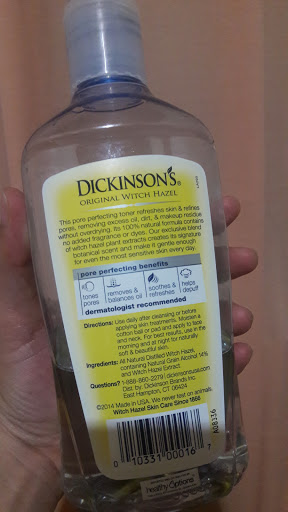 DICKINSON'S®
ORIGINAL WITCH HAZEL
This pore perfecting toner refreshes skin & refines
pores, removing excess oil, dirt, & makeup residue
without overdrying. Its 100% natural formula contains
no added fragrance or dyes. Our exclusive blend
of witch hazel plant extracts creates its signature
botanical scent and make it gentle enough
for even the most sensitive skin every day.
pore perfecting benefits
tones
pores
removes &
balances oil
soothes &
refreshes
helps
depuff
dermatologist recommended
Directions: Use daily after cleansing or before
applying skin treatments. Moisten a
cotton ball or pad and apply to face
and neck. For best results, use in the
morning and at night for naturally
soft & beautiful skin.
Ingredients: All Natural Distilled Witch Hazel,
containing Natural Grain Alcohol 14%
and Witch Hazel Extract
Questions? 1-888-860-2279 | dickinsonsusa.com
Dist. by: Dickinson Brands Inc.
East Hampton, CT 06424
©2014 Made in USA. We never test on animals.
Witch Hazel Skin Care Since 1866
0 10331 00016 7
healthy Options